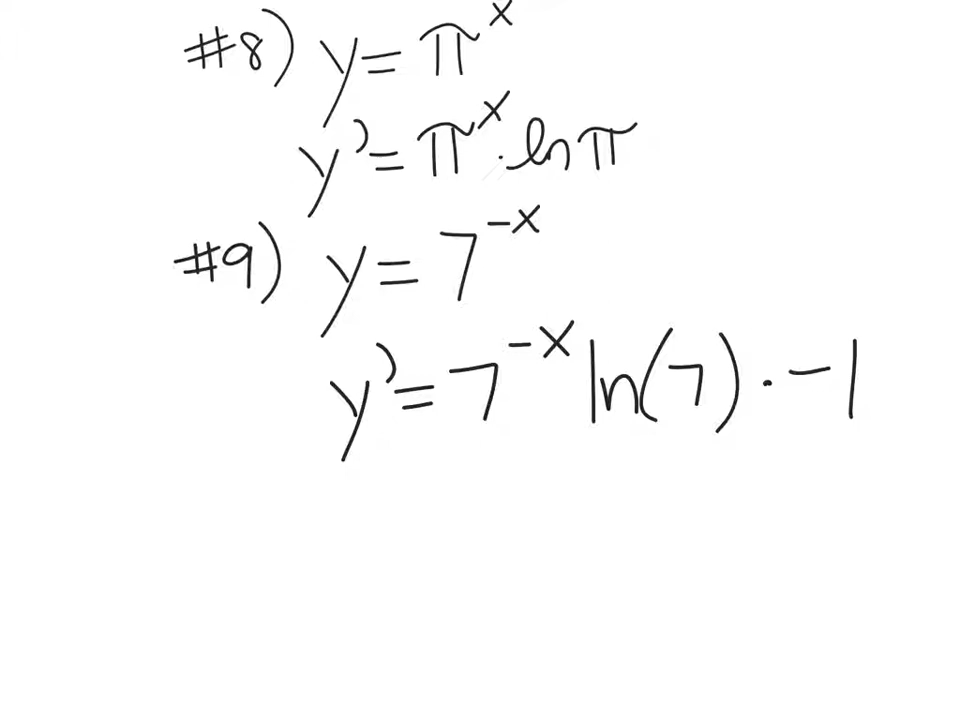 #8) y = π^x
y' = π^x · ln π
#9) y = 7^-x
y' = 7^-x ln(7) · -1